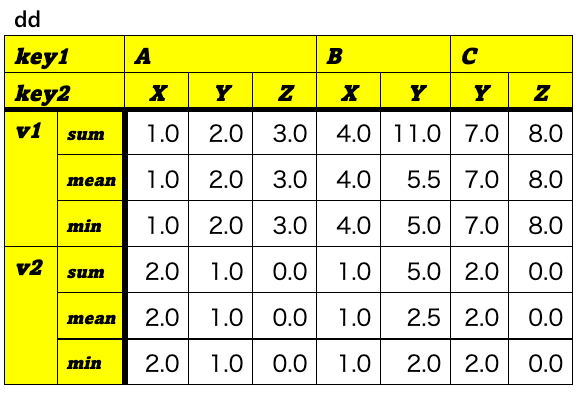 dd
key1 A B C
key2 X Y Z X Y Y Z
v1 sum 1.0 2.0 3.0 4.0 11.0 7.0 8.0
mean 1.0 2.0 3.0 4.0 5.5 7.0 8.0
min 1.0 2.0 3.0 4.0 5.0 7.0 8.0
v2 sum 2.0 1.0 0.0 1.0 5.0 2.0 0.0
mean 2.0 1.0 0.0 1.0 2.5 2.0 0.0
min 2.0 1.0 0.0 1.0 2.0 2.0 0.0